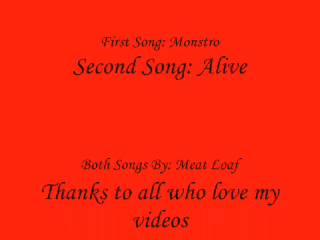 First Song: Monstro
Second Song: Alive
Both Songs By: Meat Loaf
Thanks to all who love my
videos